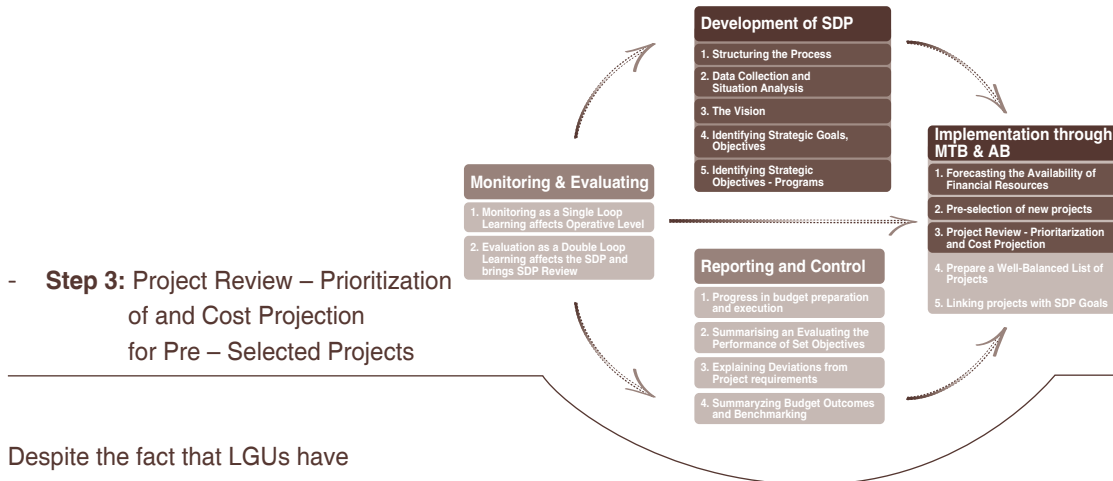 Development of SDP
1. Structuring the Process
2. Data Collection and
Situation Analysis
3. The Vision
4. Identifying Strategic Goals,
Objectives
5. Identifying Strategic
Objectives - Programs
Implementation through
MTB & AB
1. Forecasting the Availability of
Financial Resources
2. Pre-selection of new projects
3. Project Review - Prioritarization
and Cost Projection
4. Prepare a Well-Balanced List of
Projects
5. Linking projects with SDP Goals
Monitoring & Evaluating
1. Monitoring as a Single Loop
Learning affects Operative Level
2. Evaluation as a Double Loop
Learning affects the SDP and
brings SDP Review
Reporting and Control
1. Progress in budget preparation
and execution
2. Summarising an Evaluating the
Performance of Set Objectives
3. Explaining Deviations from
Project requirements
4. Summaryzing Budget Outcomes
and Benchmarking
- Step 3: Project Review – Prioritization
of and Cost Projection
for Pre – Selected Projects
Despite the fact that LGUs have